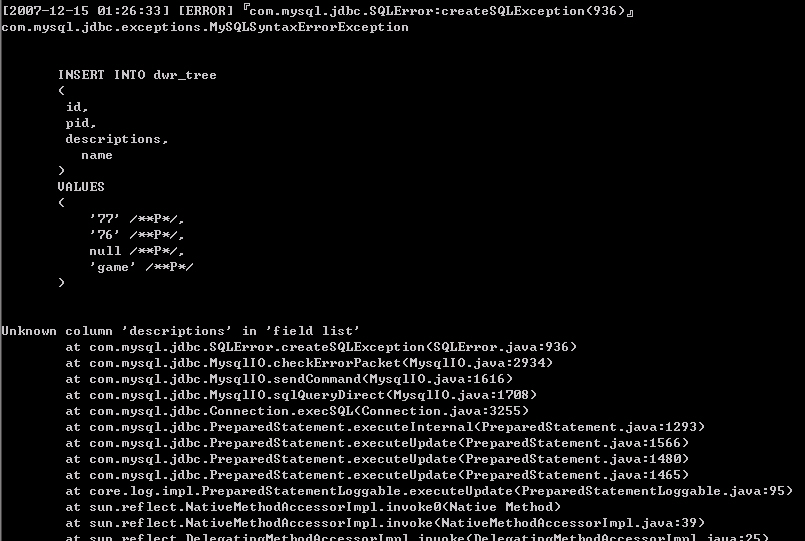 [2007-12-15 01:26:33] [ERROR] 『com.mysql.jdbc.SQLError:createSQLException(936)』
com.mysql.jdbc.exceptions.MySQLSyntaxErrorException
INSERT INTO dwr_tree
(
id,
pid,
descriptions,
name
)
VALUES
(
'77' /**P*/,
'76' /**P*/,
null /**P*/,
'game' /**P*/
)
Unknown column 'descriptions' in 'field list'
at com.mysql.jdbc.SQLError.createSQLException(SQLError.java:936)
at com.mysql.jdbc.MysqlIO.checkErrorPacket(MysqlIO.java:2934)
at com.mysql.jdbc.MysqlIO.sendCommand(MysqlIO.java:1616)
at com.mysql.jdbc.MysqlIO.sqlQueryDirect(MysqlIO.java:1708)
at com.mysql.jdbc.Connection.execSQL(Connection.java:3255)
at com.mysql.jdbc.PreparedStatement.executeInternal(PreparedStatement.java:1293)
at com.mysql.jdbc.PreparedStatement.executeUpdate(PreparedStatement.java:1566)
at com.mysql.jdbc.PreparedStatement.executeUpdate(PreparedStatement.java:1480)
at com.mysql.jdbc.PreparedStatement.executeUpdate(PreparedStatement.java:1465)
at core.log.impl.PreparedStatementLoggable.executeUpdate(PreparedStatementLoggable.java:95)
at sun.reflect.NativeMethodAccessorImpl.invoke0(Native Method)
at sun.reflect.NativeMethodAccessorImpl.invoke(NativeMethodAccessorImpl.java:39)
at sun.reflect.DelegatingMethodAccessorImpl.invoke(DelegatingMethodAccessorImpl.java:25)